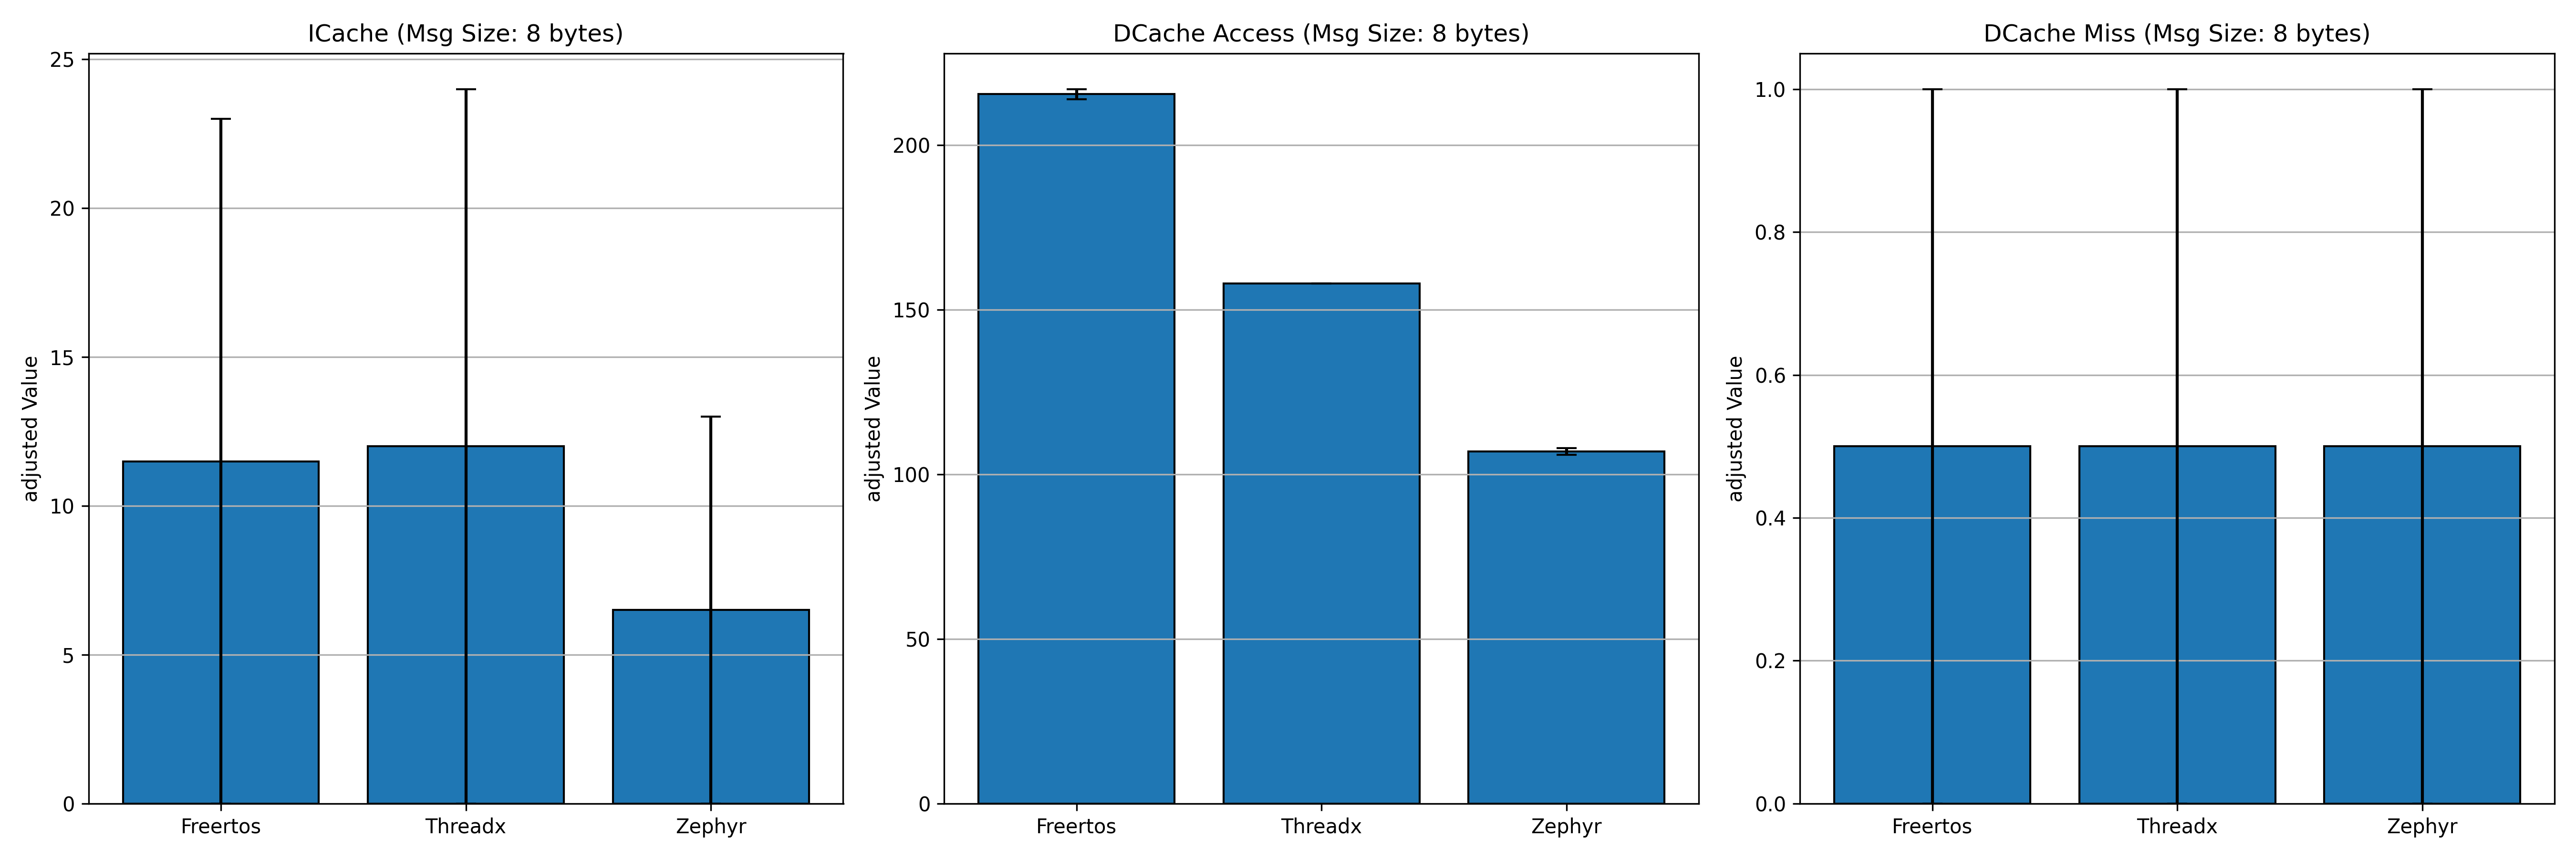 ICache (Msg Size: 8 bytes)
adjusted Value
25
20
15
10
5
0
Freertos
Threadx
Zephyr
DCache Access (Msg Size: 8 bytes)
adjusted Value
200
150
100
50
0
Freertos
Threadx
Zephyr
DCache Miss (Msg Size: 8 bytes)
adjusted Value
1.0
0.8
0.6
0.4
0.2
0.0
Freertos
Threadx
Zephyr